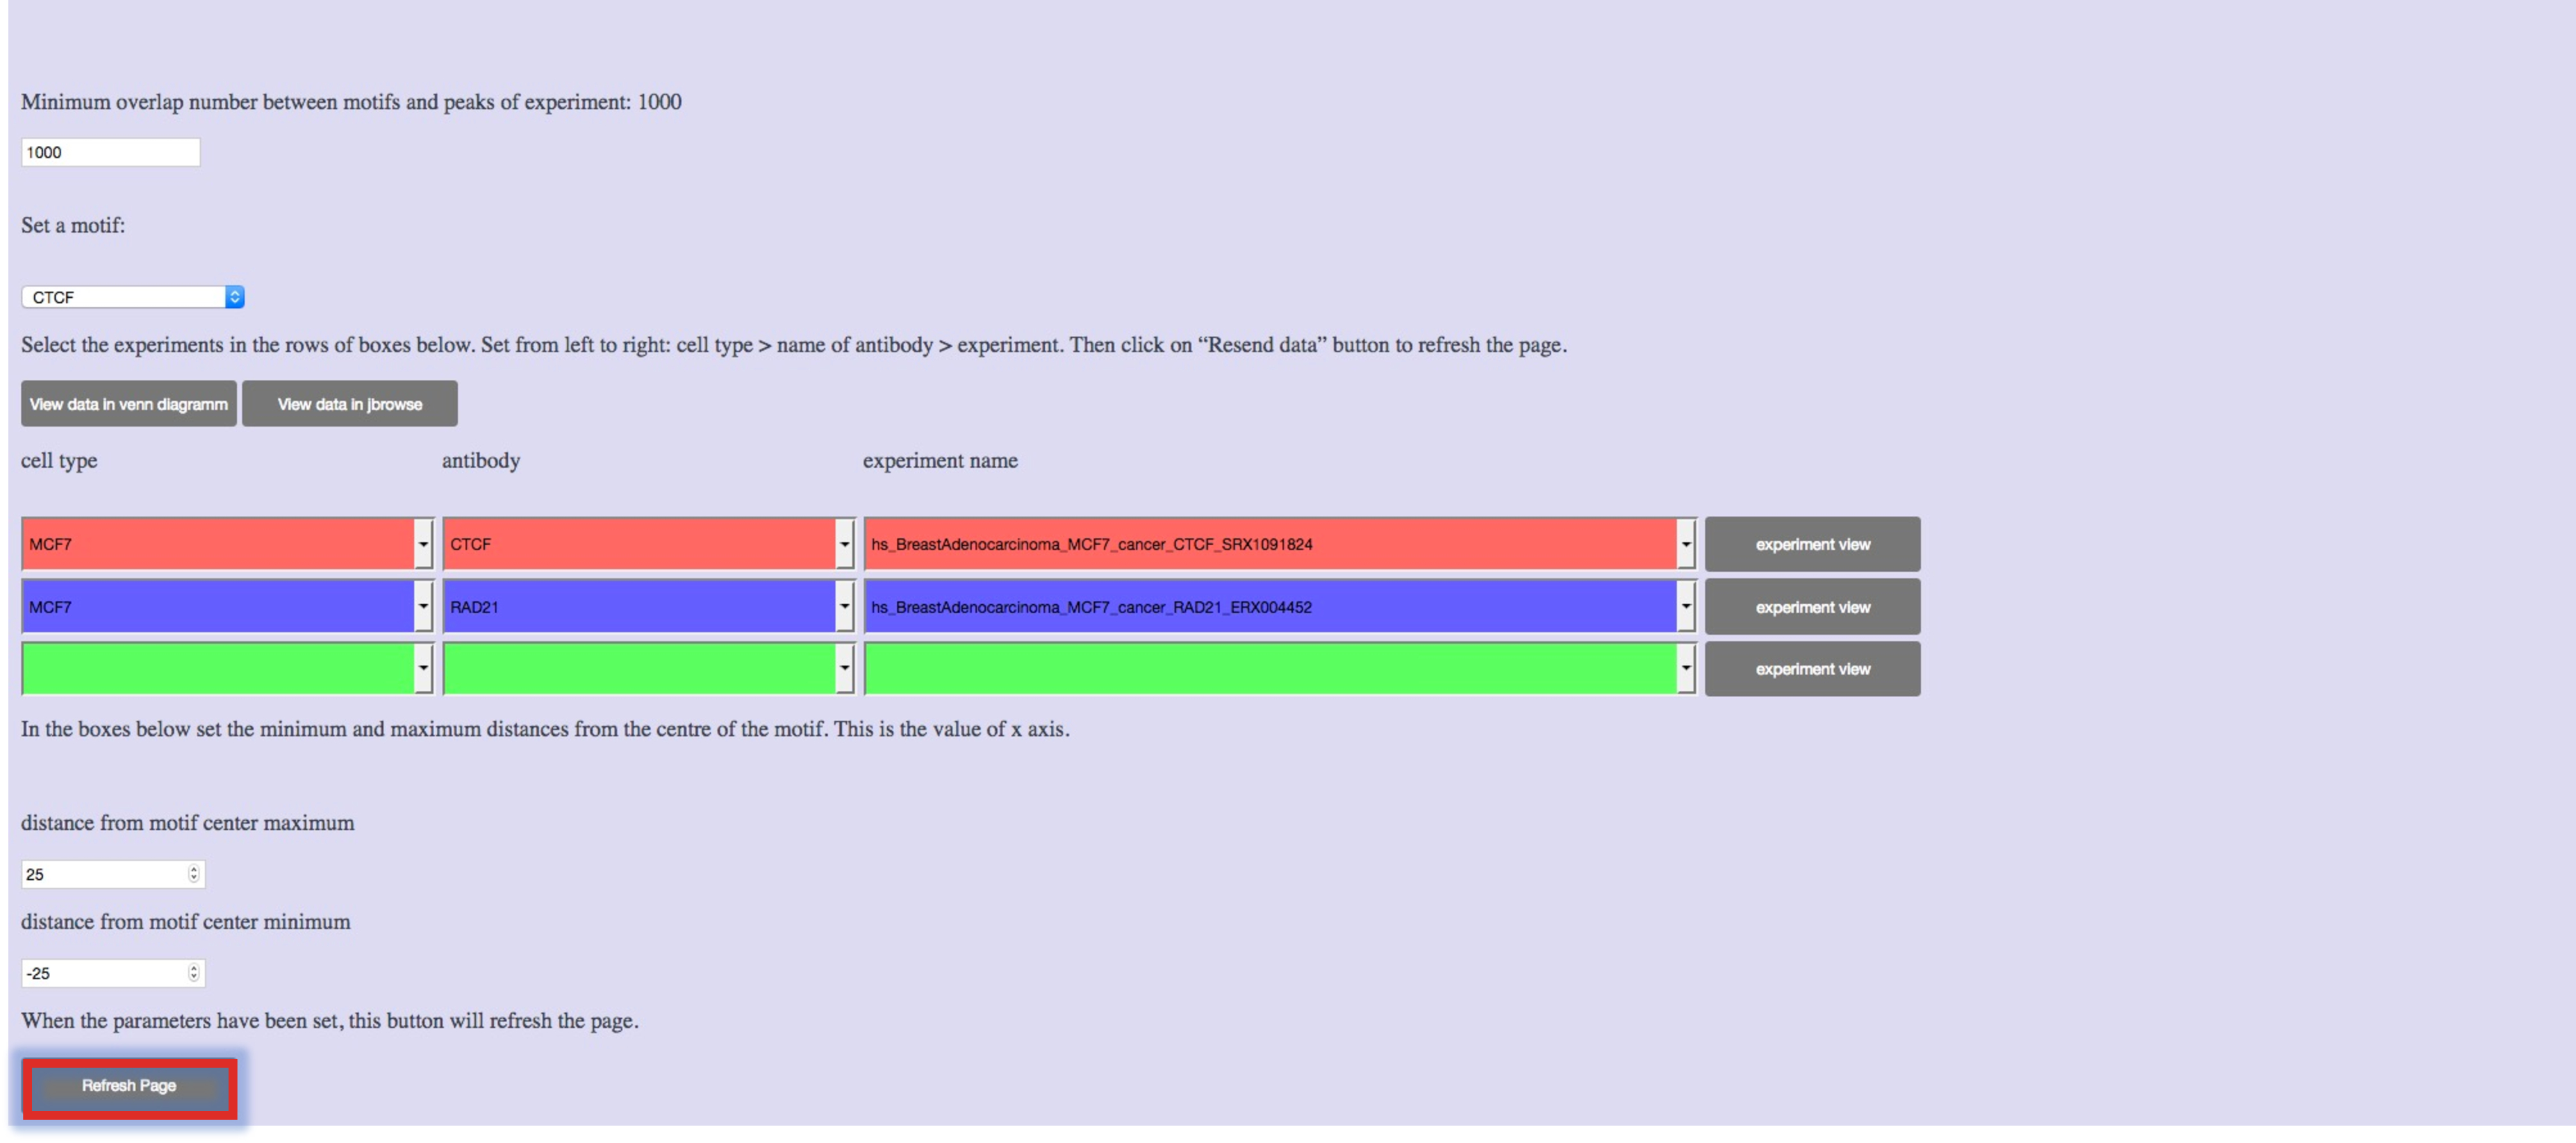 Minimum overlap number between motifs and peaks of experiment: 1000
1000
Set a motif:
CTCF
Select the experiments in the rows of boxes below. Set from left to right: cell type > name of antibody > experiment. Then click on “Resend data” button to refresh the page.
View data in venn diagramm View data in jbrowse
cell type antibody experiment name
MCF7 CTCF hs_BreastAdenocarcinoma_MCF7_cancer_CTCF_SRX1091824 experiment view
MCF7 RAD21 hs_BreastAdenocarcinoma_MCF7_cancer_RAD21_ERX004452 experiment view
experiment view
In the boxes below set the minimum and maximum distances from the centre of the motif. This is the value of x axis.
distance from motif center maximum
25
distance from motif center minimum
-25
When the parameters have been set, this button will refresh the page.
Refresh Page